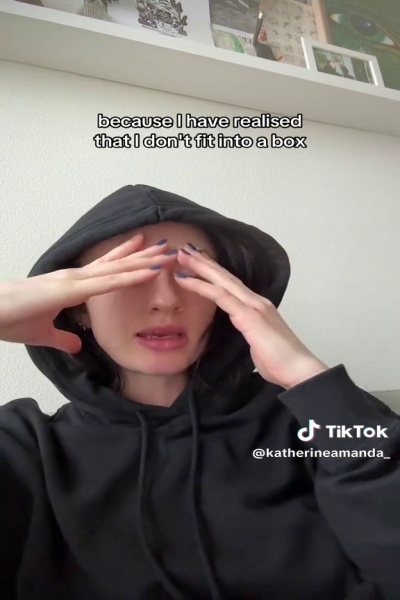 because I have realised
that I don't fit into a box
TikTok
@katherineamanda_